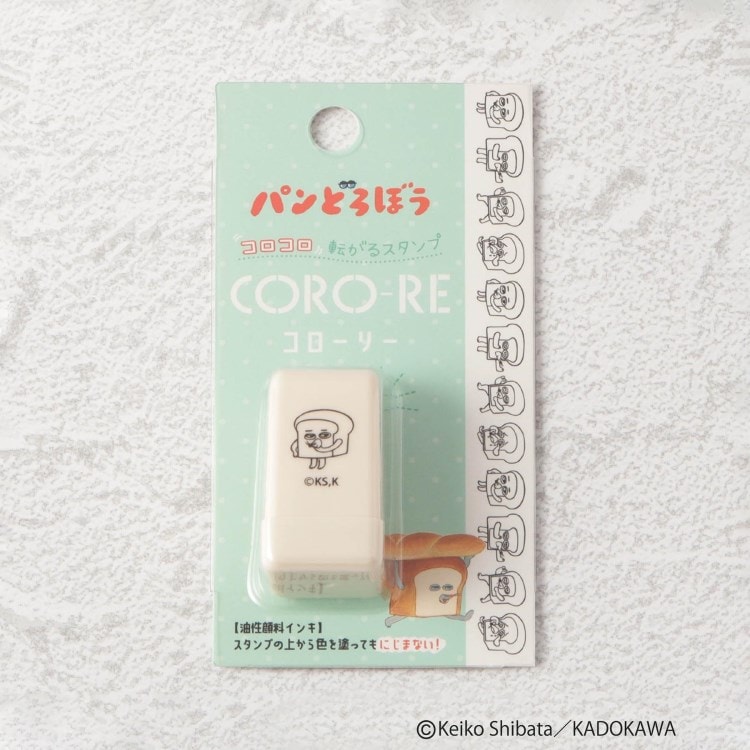 パンどろぼう
コロコロ 転がるスタンプ
CORO-RE
コローリー
©KS,K
【油性顔料インキ】
スタンプの上から色を塗ってもにじまない!
©Keiko Shibata/KADOKAWA